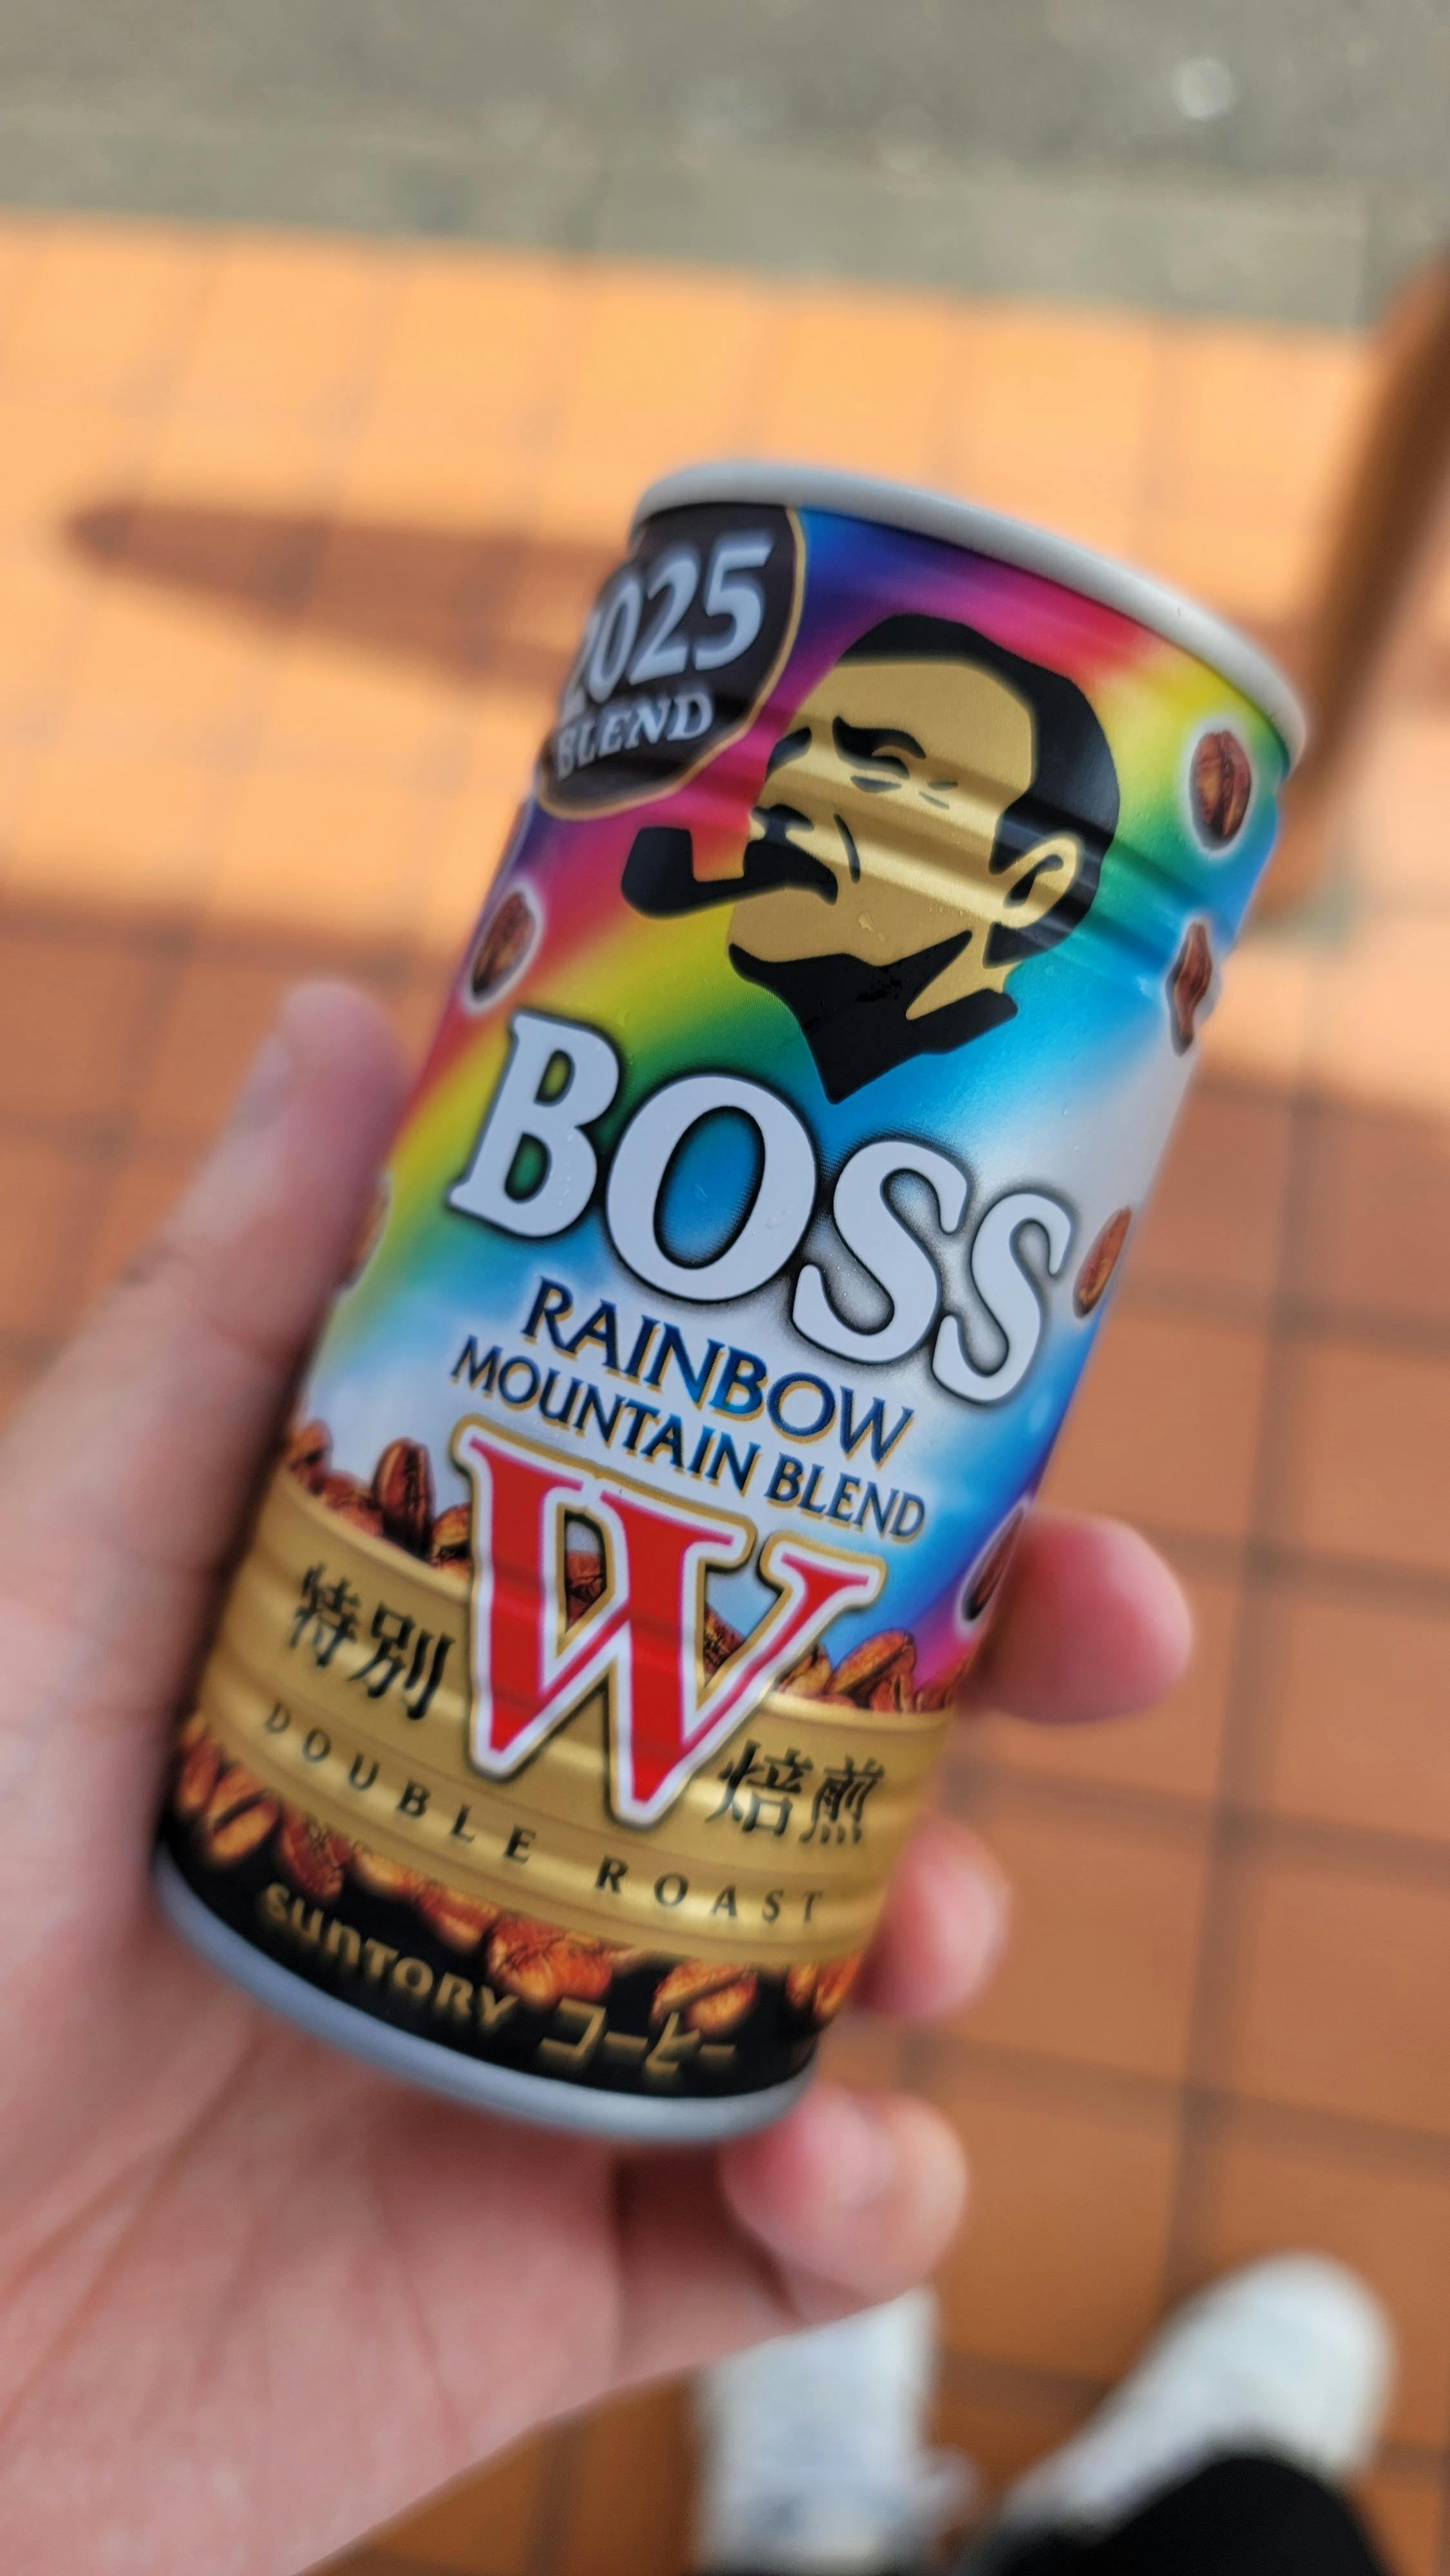 2025
BLEND
BOSS
RAINBOW
MOUNTAIN BLEND
特別 W 焙煎
DOUBLE ROAST
SUNTORY コーヒー